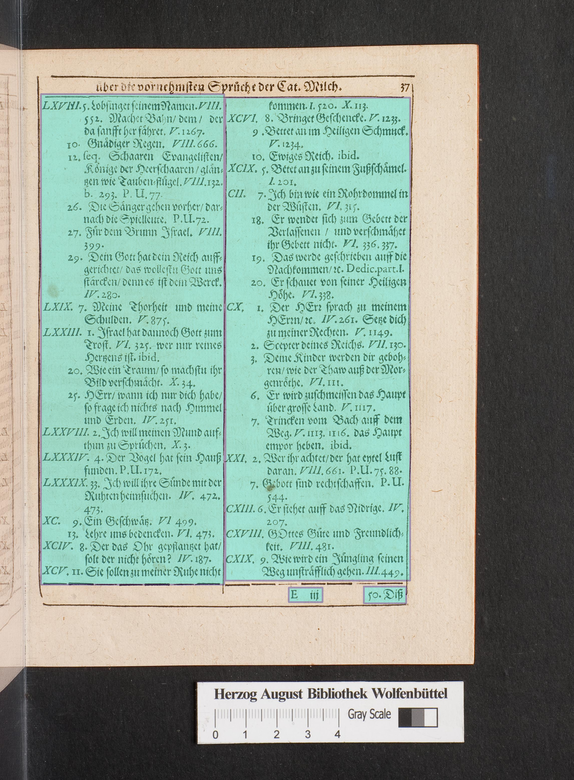 über die vornehmsten Sprüche der Cat. Milch. 37
LXVIII. 5. Lobsinget seinem Namen. VIII.
552. Machet Bahn/ dem/ der
da sanfft her fähret. V. 1267.
10. Gnädiger Regen. VIII. 666.
12. seq. Schaaren Evangelisten/
Könige der Heerschaaren/ glän-
tzen wie Tauben-flügel. VIII. 132.
b. 293. P. U. 77.
26. Die Sänger gehen vorher/ dar-
nach die Spielleute. P. U. 72.
27. Für dem Brunn Israel. VIII.
399.
29. Dein Gott hat dein Reich auff-
gerichtet/ das wollestu Gott uns
stärcken/ denn es ist dein Werck.
IV. 280.
LXIX. 7. Meine Thorheit und meine
Schulden. V. 875.
LXXIII. 1. Israel hat dannoch Gott zum
Trost. VI. 325. wer nur reines
Hertzens ist. ibid.
20. Wie ein Traum/ so machstu ihr
Bild verschmächt. X. 34.
25. HErr/ wann ich nur dich habe/
so frage ich nichts nach Himmel
und Erden. IV. 251.
LXXVIII. 2. Ich will meinen Mund auf-
thun zu Sprüchen. X. 3.
LXXXIV. 4. Der Vogel hat sein Hauß
funden. P. U. 172.
LXXXIX. 33. Ich will ihre Sünde mit der
Ruhten heimsuchen. IV. 472.
473.
XC. 9. Ein Geschwätz. VI 499.
13. Lehre uns bedencken. VI. 473.
XCIV. 8. Der das Ohr gepflantzet hat/
solt der nicht hören? IV. 187.
XCV. 11. Sie sollen zu meiner Ruhe nicht
kommen. I. 520. X. 113.
XCVI. 8. Bringet Geschencke. V. 1233.
9. Betet an im Heiligen Schmuck.
V. 1234.
10. Ewiges Reich. ibid.
XCIX. 5. Betet an zu seinem Fußschämel.
I. 201.
CII. 7. Ich bin wie ein Rohrdommel in
der Wüsten. VI. 315.
18. Er wendet sich zum Gebett der
Verlassenen / und verschmähet
ihr Gebett nicht. VI. 336. 337.
19. Das werde geschrieben auff die
Nachkommen/ ꝛc. Dedic. part. I.
20. Er schauet von seiner Heiligen
Höhe. VI. 338.
CX. 1. Der HErr sprach zu meinem
HErrn/ ꝛc. IV. 261. Setze dich
zu meiner Rechten. V. 1149.
2. Scepter deines Reichs. VII. 130.
3. Deine Kinder werden dir geboh-
ren/ wie der Thaw auß der Mor-
genröthe. VI. 111.
6. Er wird zuschmeissen das Haupt
über grosse Land. V. 1117.
7. Trincken vom Bach auff dem
Weg. V. 1113. 1116. das Haupt
empor heben. ibid.
XXI. 2. Wer ihr achtet/ der hat eytel Lust
daran. VIII. 661. P. U. 75. 88.
7. Gebott sind rechtschaffen. P. U.
544.
CXIII. 6. Er siehet auff das Nidrige. IV.
207.
CXVIII. GOttes Güte und Freundlich-
keit. VIII. 481.
CXIX. 9. Wie wird ein Jüngling seinen
Weg unsträfflich gehen. III. 449.
E iij 50. Diß
Herzog August Bibliothek Wolfenbüttel
0 1 2 3 4 Gray Scale